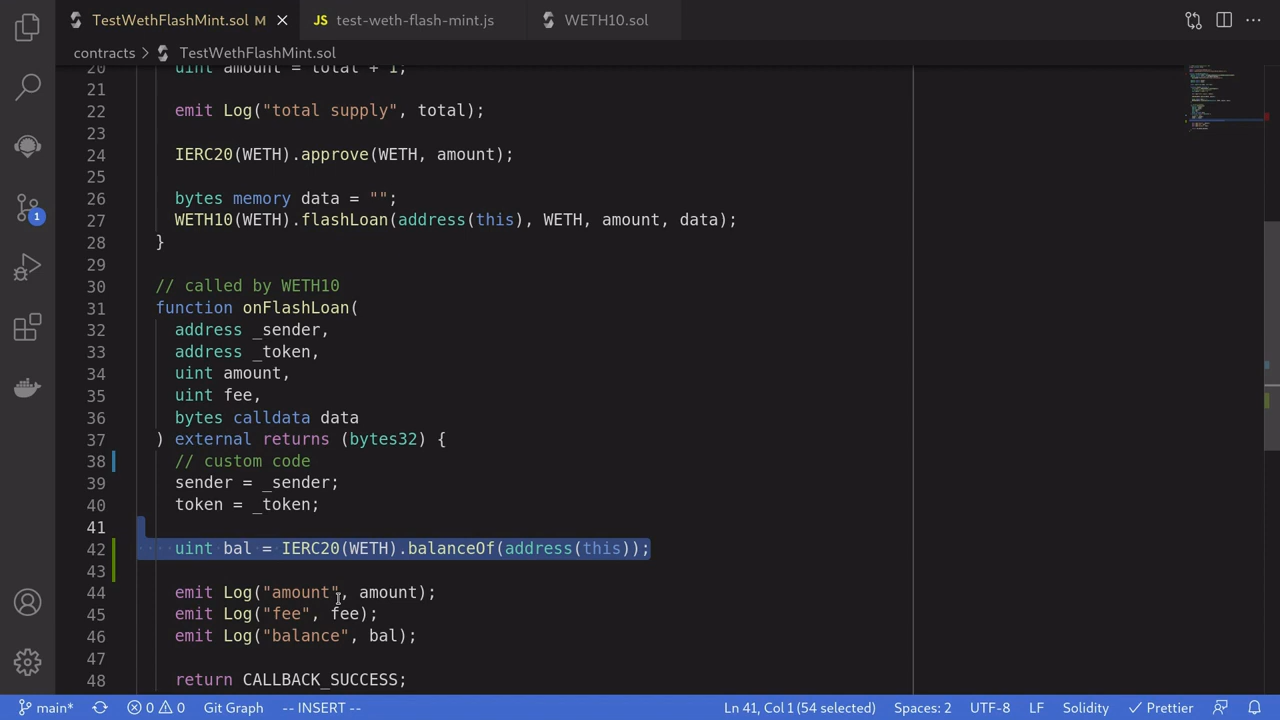 TestWethFlashMint.sol M
JS test-weth-flash-mint.js
WETH10.sol
contracts > TestWethFlashMint.sol
20 uint amount = total + 1;
21
22 emit Log("total supply", total);
23
24 IERC20(WETH).approve(WETH, amount);
25
26 bytes memory data = "";
27 WETH10(WETH).flashLoan(address(this), WETH, amount, data);
28 }
29
30 // called by WETH10
31 function onFlashLoan(
32 address _sender,
33 address _token,
34 uint amount,
35 uint fee,
36 bytes calldata data
37 ) external returns (bytes32) {
38 // custom code
39 sender = _sender;
40 token = _token;
41
42 uint bal = IERC20(WETH).balanceOf(address(this));
43
44 emit Log("amount", amount);
45 emit Log("fee", fee);
46 emit Log("balance", bal);
47
48 return CALLBACK_SUCCESS;
1
main* 0 0 Git Graph -- INSERT -- Ln 41, Col 1 (54 selected) Spaces: 2 UTF-8 LF Solidity Prettier